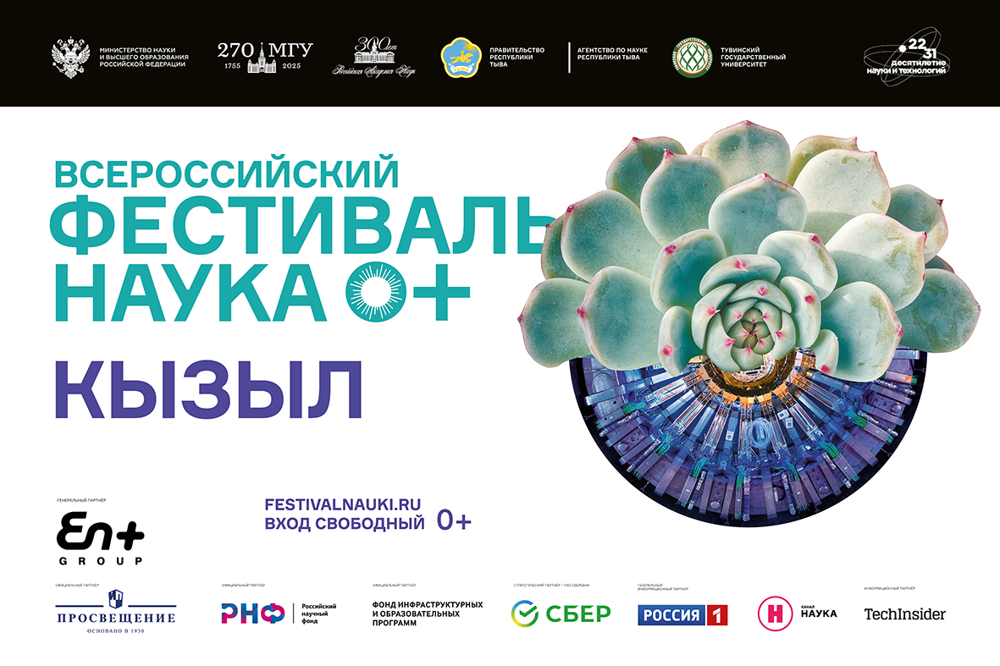 МИНИСТЕРСТВО НАУКИ
И ВЫСШЕГО ОБРАЗОВАНИЯ
РОССИЙСКОЙ ФЕДЕРАЦИИ
270 МГУ
1755 2025
300 лет
Российская Академия Наук
ТЫВА
ПРАВИТЕЛЬСТВО
РЕСПУБЛИКИ
ТЫВА
АГЕНТСТВО ПО НАУКЕ
РЕСПУБЛИКИ ТЫВА
ТУВИНСКИЙ
ГОСУДАРСТВЕННЫЙ
УНИВЕРСИТЕТ
.22
31
десятилетие
науки и технологий
ВСЕРОССИЙСКИЙ
ФЕСТИВАЛЬ
НАУКА 0+
КЫЗЫЛ
ГЕНЕРАЛЬНЫЙ ПАРТНЁР
En+
GROUP
FESTIVALNAUKI.RU
ВХОД СВОБОДНЫЙ 0+
ОФИЦИАЛЬНЫЙ ПАРТНЁР
ПРОСВЕЩЕНИЕ
ОСНОВАНО В 1930
ОФИЦИАЛЬНЫЙ ПАРТНЁР
РНФ
Российский
научный
фонд
ОФИЦИАЛЬНЫЙ ПАРТНЁР
ФОНД ИНФРАСТРУКТУРНЫХ
И ОБРАЗОВАТЕЛЬНЫХ
ПРОГРАММ
СТРАТЕГИЧЕСКИЙ ПАРТНЁР – ПАО СБЕРБАНК
СБЕР
ГЕНЕРАЛЬНЫЙ
ИНФОРМАЦИОННЫЙ ПАРТНЕР
РОССИЯ 1
Н
КАНАЛ
НАУКА
ИНФОРМАЦИОННЫЙ ПАРТНЁР
TechInsider